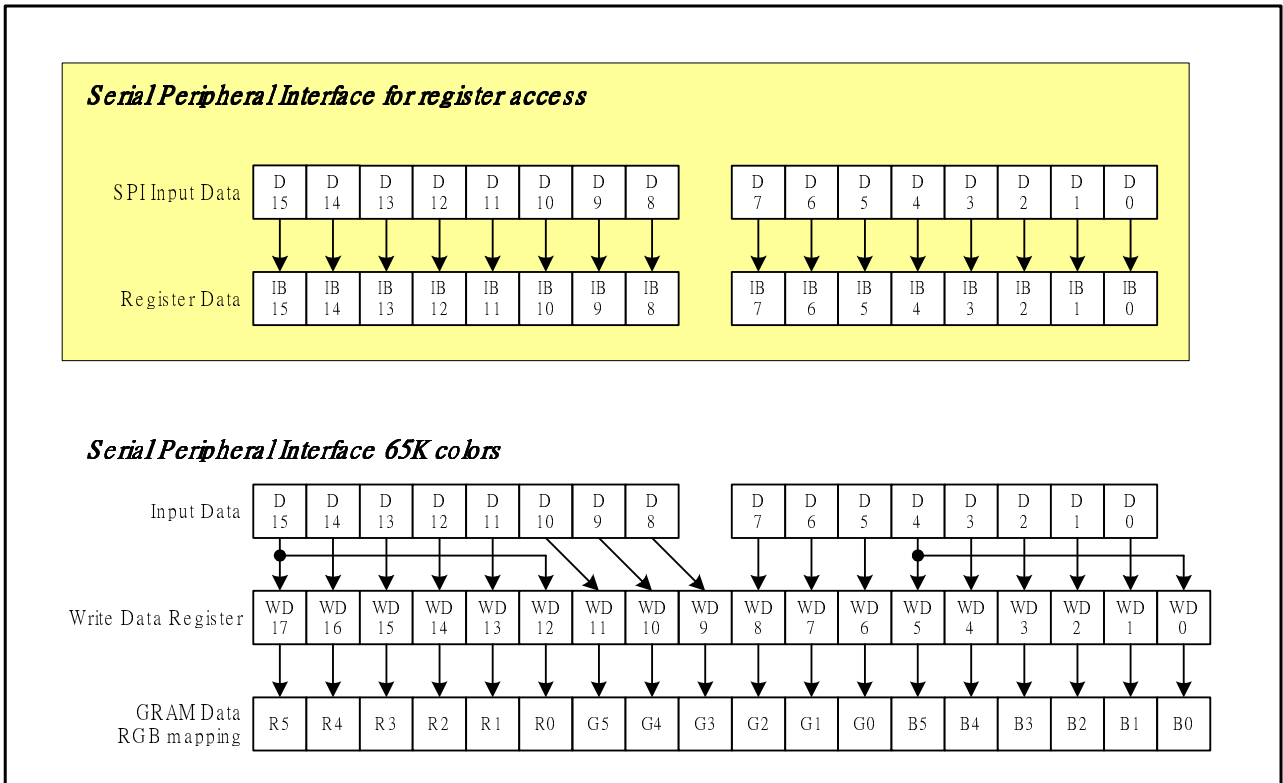 Serial Peripheral Interface for register access
SPI Input Data D 15 D 14 D 13 D 12 D 11 D 10 D 9 D 8 D 7 D 6 D 5 D 4 D 3 D 2 D 1 D 0
Register Data IB 15 IB 14 IB 13 IB 12 IB 11 IB 10 IB 9 IB 8 IB 7 IB 6 IB 5 IB 4 IB 3 IB 2 IB 1 IB 0
Serial Peripheral Interface 65K colors
Input Data D 15 D 14 D 13 D 12 D 11 D 10 D 9 D 8 D 7 D 6 D 5 D 4 D 3 D 2 D 1 D 0
Write Data Register WD 17 WD 16 WD 15 WD 14 WD 13 WD 12 WD 11 WD 10 WD 9 WD 8 WD 7 WD 6 WD 5 WD 4 WD 3 WD 2 WD 1 WD 0
GRAM Data
RGB mapping R5 R4 R3 R2 R1 R0 G5 G4 G3 G2 G1 G0 B5 B4 B3 B2 B1 B0